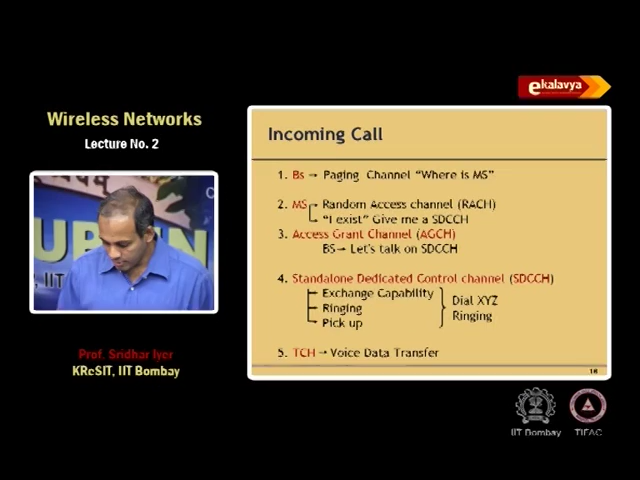 ekalavya
Wireless Networks
Lecture No. 2
Incoming Call
1. Bs → Paging Channel "Where is MS"
2. MS → Random Access channel (RACH)
"I exist" Give me a SDCCH
3. Access Grant Channel (AGCH)
BS → Let's talk on SDCCH
4. Standalone Dedicated Control channel (SDCCH)
Exchange Capability
Ringing
Pick up
Dial XYZ
Ringing
5. TCH → Voice Data Transfer
16
Prof. Sridhar Iyer
KReSIT, IIT Bombay
IIT Bombay
TIFAC